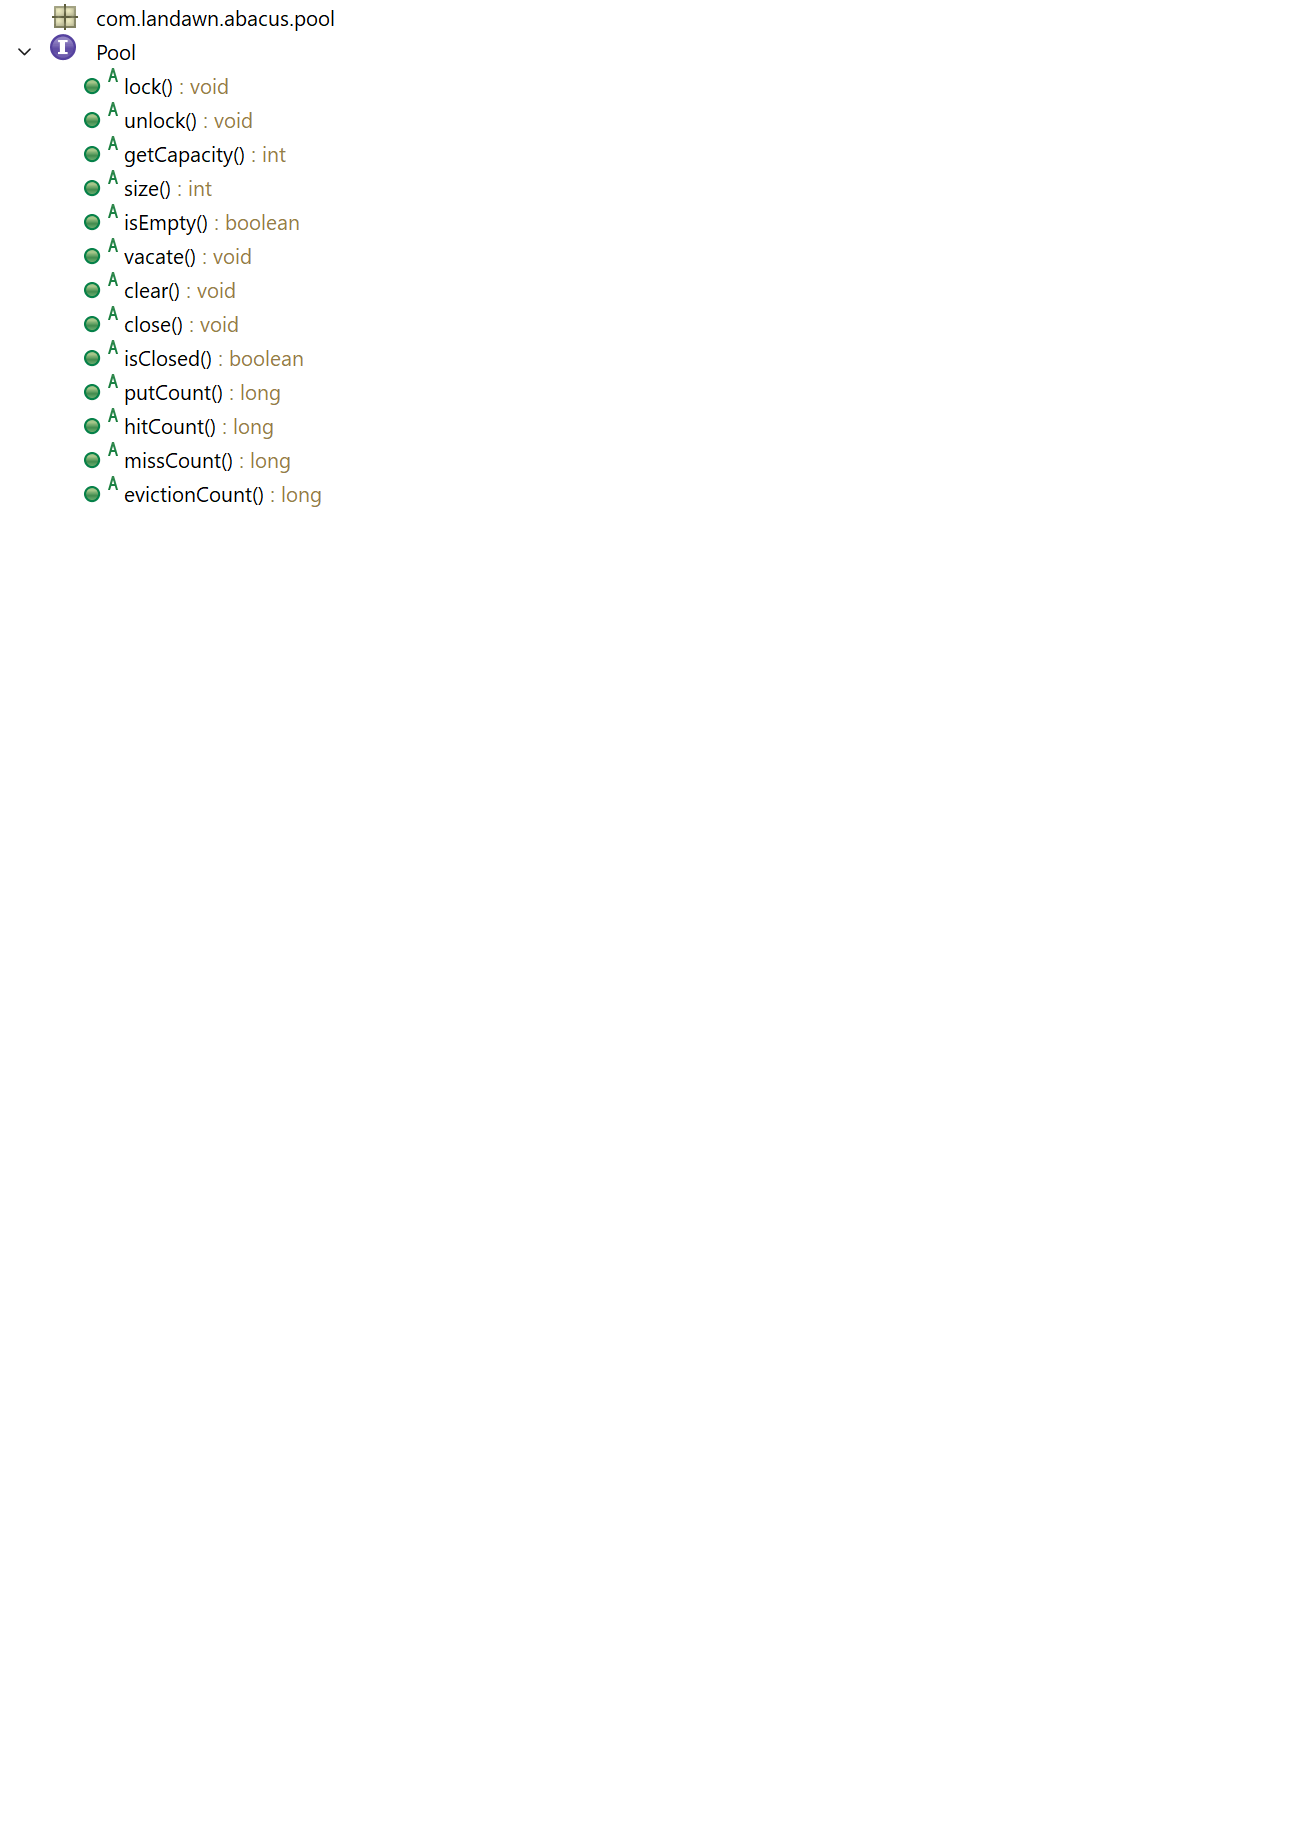 com.landawn.abacus.pool
I Pool
A lock() : void
A unlock() : void
A getCapacity() : int
A size() : int
A isEmpty() : boolean
A vacate() : void
A clear() : void
A close() : void
A isClosed() : boolean
A putCount() : long
A hitCount() : long
A missCount() : long
A evictionCount() : long